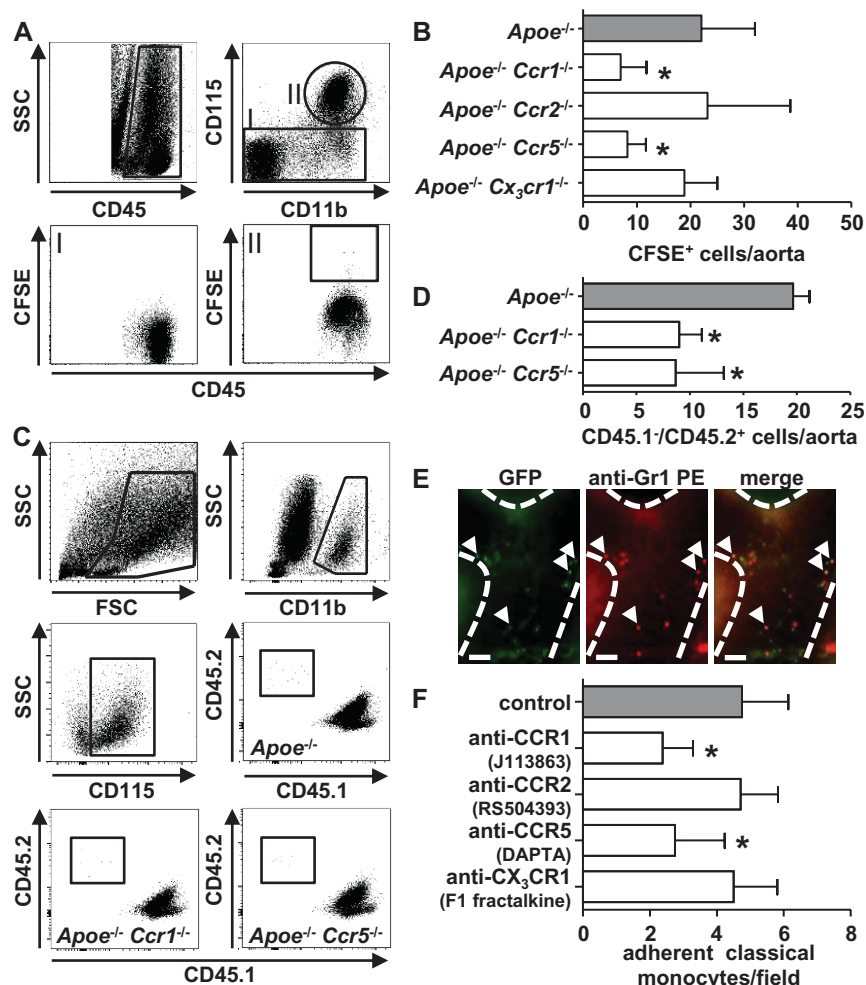 A
SSC
CD45
CD115
I
II
CD11b
CFSE
I
CFSE
II
CD45
B
Apoe⁻/⁻
Apoe⁻/⁻ Ccr1⁻/⁻
*
Apoe⁻/⁻ Ccr2⁻/⁻
Apoe⁻/⁻ Ccr5⁻/⁻
*
Apoe⁻/⁻ Cx₃cr1⁻/⁻
0 10 20 30 40 50
CFSE⁺ cells/aorta
D
Apoe⁻/⁻
Apoe⁻/⁻ Ccr1⁻/⁻
*
Apoe⁻/⁻ Ccr5⁻/⁻
*
0 5 10 15 20 25
CD45.1⁻/CD45.2⁺ cells/aorta
C
SSC
FSC
SSC
CD11b
SSC
CD115
CD45.2
Apoe⁻/⁻
CD45.1
CD45.2
Apoe⁻/⁻ Ccr1⁻/⁻
CD45.2
Apoe⁻/⁻ Ccr5⁻/⁻
CD45.1
E
GFP anti-Gr1 PE merge
F
control
anti-CCR1
(J113863)
*
anti-CCR2
(RS504393)
anti-CCR5
(DAPTA)
*
anti-CX₃CR1
(F1 fractalkine)
0 2 4 6 8
adherent classical
monocytes/field